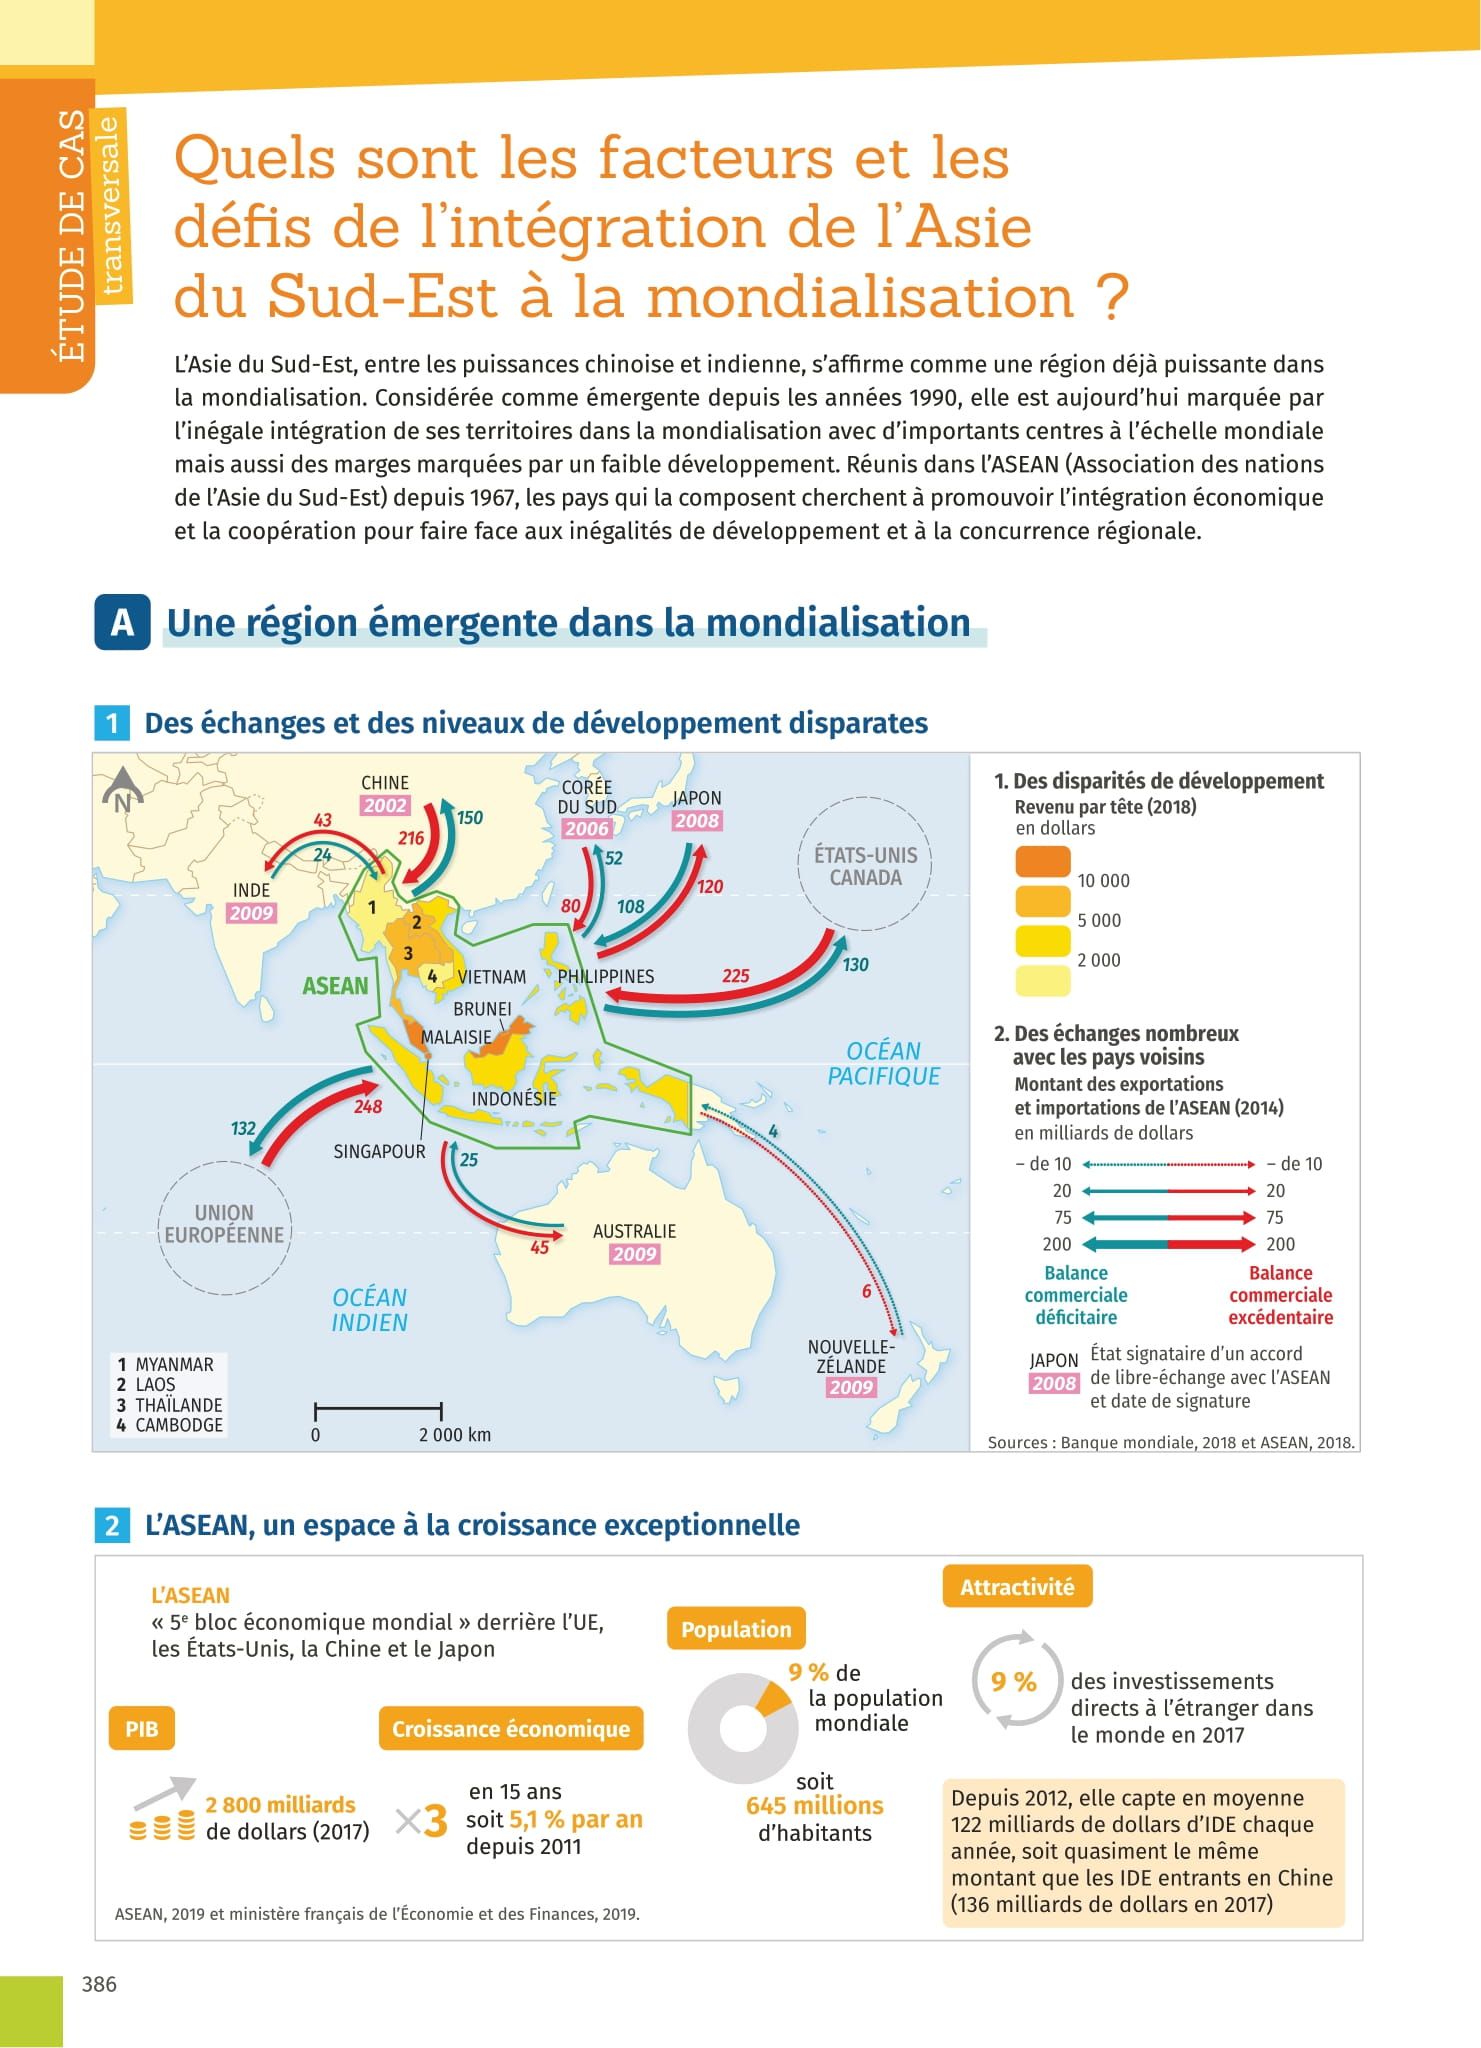 ÉTUDE DE CAS
transversale
Quels sont les facteurs et les
défis de l'intégration de l'Asie
du Sud-Est à la mondialisation ?
L'Asie du Sud-Est, entre les puissances chinoise et indienne, s'affirme comme une région déjà puissante dans
la mondialisation. Considérée comme émergente depuis les années 1990, elle est aujourd'hui marquée par
l'inégale intégration de ses territoires dans la mondialisation avec d'importants centres à l'échelle mondiale
mais aussi des marges marquées par un faible développement. Réunis dans l'ASEAN (Association des nations
de l'Asie du Sud-Est) depuis 1967, les pays qui la composent cherchent à promouvoir l'intégration économique
et la coopération pour faire face aux inégalités de développement et à la concurrence régionale.
A Une région émergente dans la mondialisation
1 Des échanges et des niveaux de développement disparates
N
CHINE
2002
216
150
43
24
INDE
2009
CORÉE
DU SUD
2006
52
80
JAPON
2008
120
108
ÉTATS-UNIS
CANADA
225
130
1
2
3
4
ASEAN
VIETNAM
PHILIPPINES
BRUNEI
MALAISIE
INDONÉSIE
SINGAPOUR
OCÉAN
PACIFIQUE
132
248
UNION
EUROPÉENNE
25
45
AUSTRALIE
2009
4
6
OCÉAN
INDIEN
NOUVELLE-
ZÉLANDE
2009
1 MYANMAR
2 LAOS
3 THAÏLANDE
4 CAMBODGE
0
2 000 km
1. Des disparités de développement
Revenu par tête (2018)
en dollars
10 000
5 000
2 000
2. Des échanges nombreux
avec les pays voisins
Montant des exportations
et importations de l'ASEAN (2014)
en milliards de dollars
– de 10 – de 10
20 20
75 75
200 200
Balance
commerciale
déficitaire
Balance
commerciale
excédentaire
JAPON
2008
État signataire d'un accord
de libre-échange avec l'ASEAN
et date de signature
Sources : Banque mondiale, 2018 et ASEAN, 2018.
2 L'ASEAN, un espace à la croissance exceptionnelle
L'ASEAN
« 5e bloc économique mondial » derrière l'UE,
les États-Unis, la Chine et le Japon
PIB
2 800 milliards
de dollars (2017)
Croissance économique
×3
en 15 ans
soit 5,1 % par an
depuis 2011
Population
9 % de
la population
mondiale
soit
645 millions
d'habitants
Attractivité
9 %
des investissements
directs à l'étranger dans
le monde en 2017
Depuis 2012, elle capte en moyenne
122 milliards de dollars d'IDE chaque
année, soit quasiment le même
montant que les IDE entrants en Chine
(136 milliards de dollars en 2017)
ASEAN, 2019 et ministère français de l'Économie et des Finances, 2019.
386